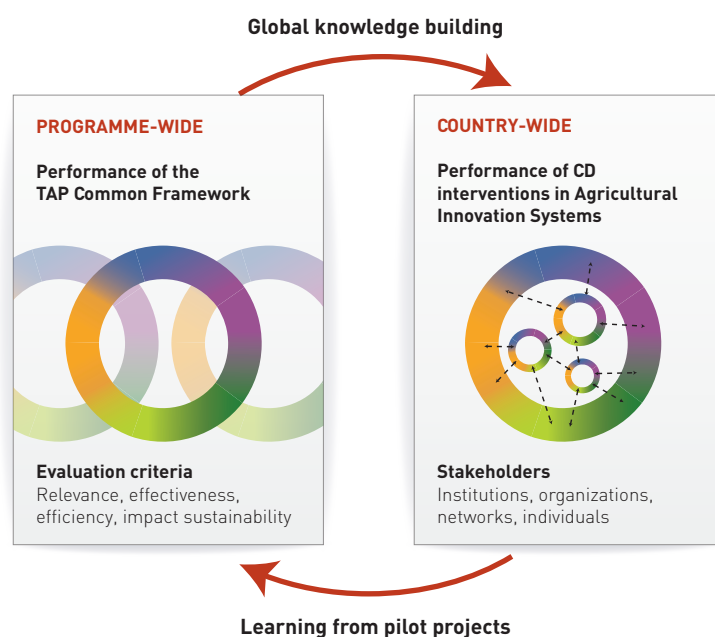 Global knowledge building
PROGRAMME-WIDE
Performance of the
TAP Common Framework
Evaluation criteria
Relevance, effectiveness,
efficiency, impact sustainability
COUNTRY-WIDE
Performance of CD
interventions in Agricultural
Innovation Systems
Stakeholders
Institutions, organizations,
networks, individuals
Learning from pilot projects